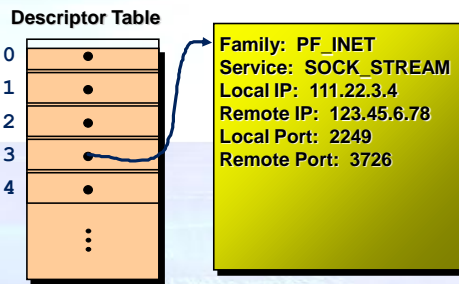 Descriptor Table
0
1
2
3
4
Family: PF_INET
Service: SOCK_STREAM
Local IP: 111.22.3.4
Remote IP: 123.45.6.78
Local Port: 2249
Remote Port: 3726